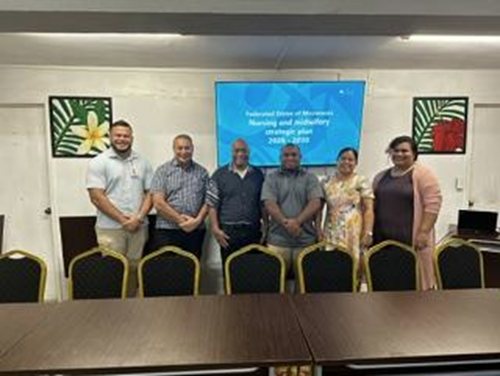 Federated States of Micronesia
Nursing and midwifery
strategic plan
2026 - 2030